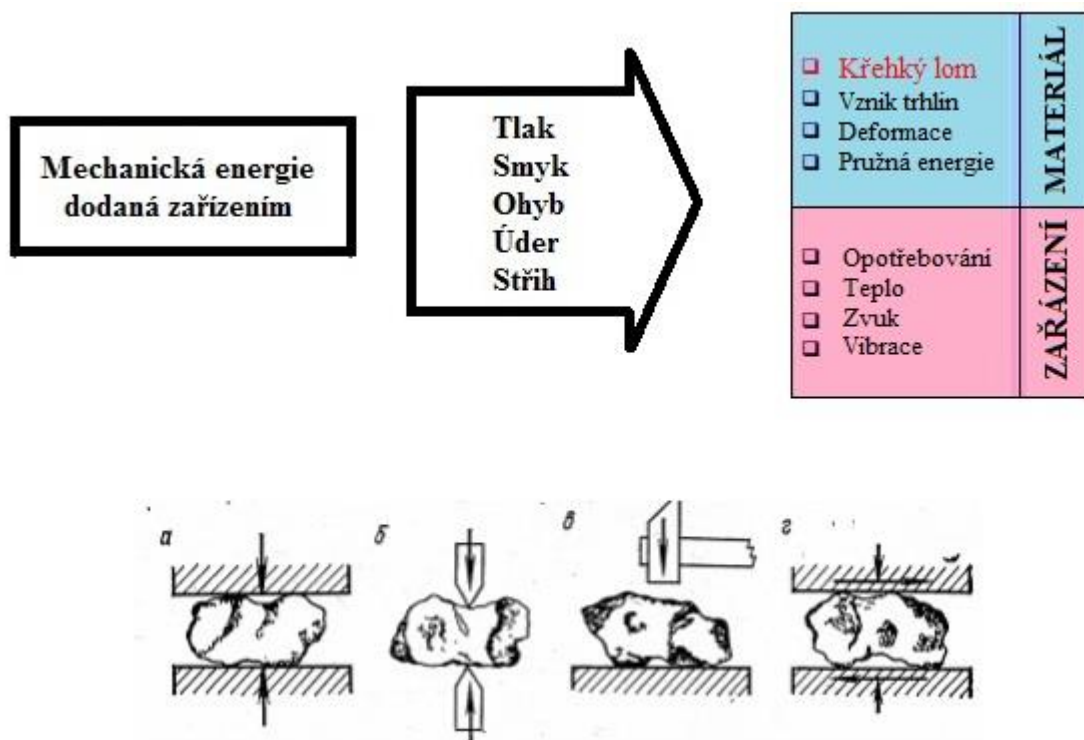 Mechanická energie
dodaná zařízením
Tlak
Smyk
Ohyb
Úder
Střih
Křehký lom
Vznik trhlin
Deformace
Pružná energie
MATERIÁL
Opotřebování
Teplo
Zvuk
Vibrace
ZAŘÁZENÍ
а
б
в
г